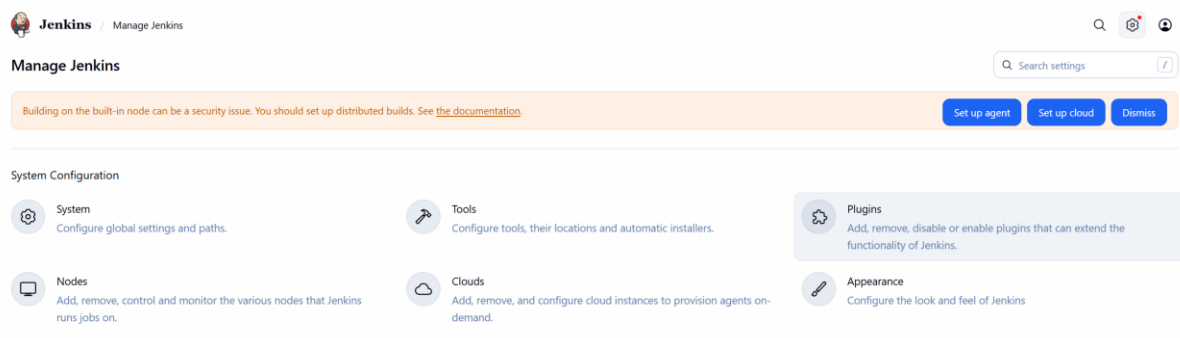 Jenkins / Manage Jenkins
Manage Jenkins
Search settings /
Building on the built-in node can be a security issue. You should set up distributed builds. See the documentation.
Set up agent Set up cloud Dismiss
System Configuration
System
Configure global settings and paths.
Tools
Configure tools, their locations and automatic installers.
Plugins
Add, remove, disable or enable plugins that can extend the
functionality of Jenkins.
Nodes
Add, remove, control and monitor the various nodes that Jenkins
runs jobs on.
Clouds
Add, remove, and configure cloud instances to provision agents on-
demand.
Appearance
Configure the look and feel of Jenkins